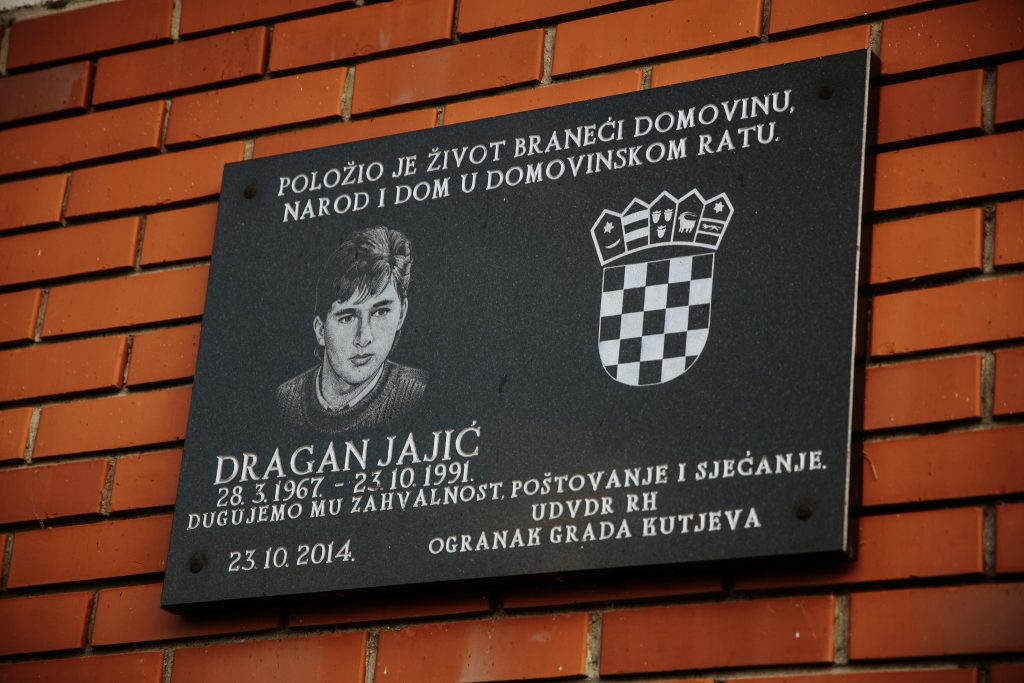 POLOŽIO JE ŽIVOT BRANEĆI DOMOVINU,
NAROD I DOM U DOMOVINSKOM RATU.
DRAGAN JAJIĆ
28. 3. 1967. - 23. 10. 1991.
DUGUJEMO MU ZAHVALNOST, POŠTOVANJE I SJEĆANJE.
UDVDR RH
OGRANAK GRADA KUTJEVA
23. 10. 2014.